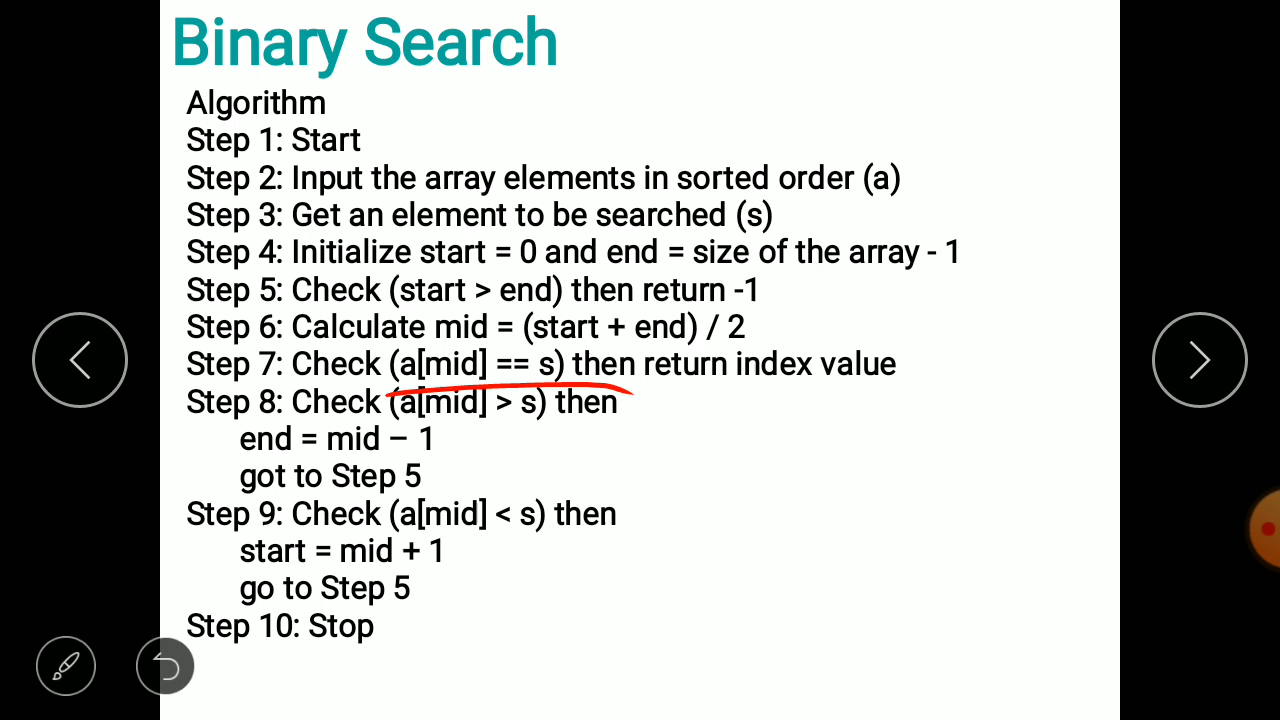 Binary Search
Algorithm
Step 1: Start
Step 2: Input the array elements in sorted order (a)
Step 3: Get an element to be searched (s)
Step 4: Initialize start = 0 and end = size of the array - 1
Step 5: Check (start > end) then return -1
Step 6: Calculate mid = (start + end) / 2
Step 7: Check (a[mid] == s) then return index value
Step 8: Check (a[mid] > s) then
end = mid – 1
got to Step 5
Step 9: Check (a[mid] < s) then
start = mid + 1
go to Step 5
Step 10: Stop